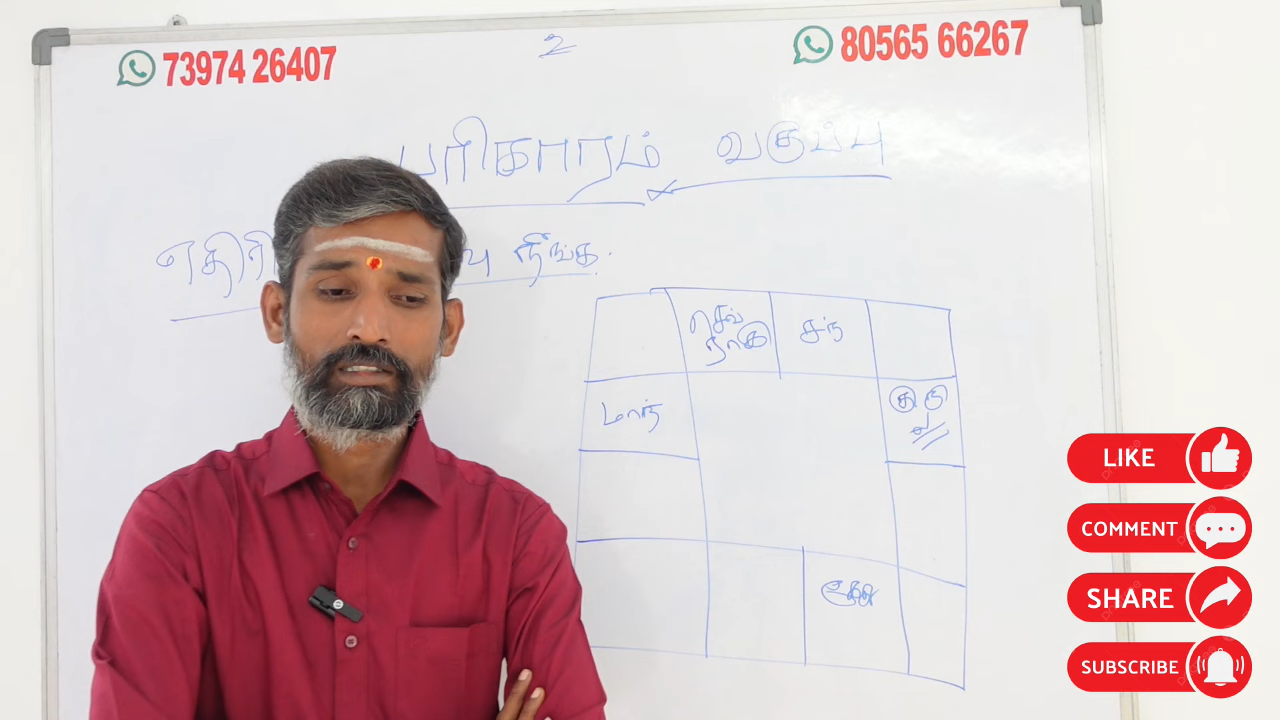 73974 26407
2
80565 66267
பரிகாரம் வகுப்பு
நீங்க.
செவ்
சந்
மாந்
குரு
LIKE
COMMENT
SHARE
SUBSCRIBE